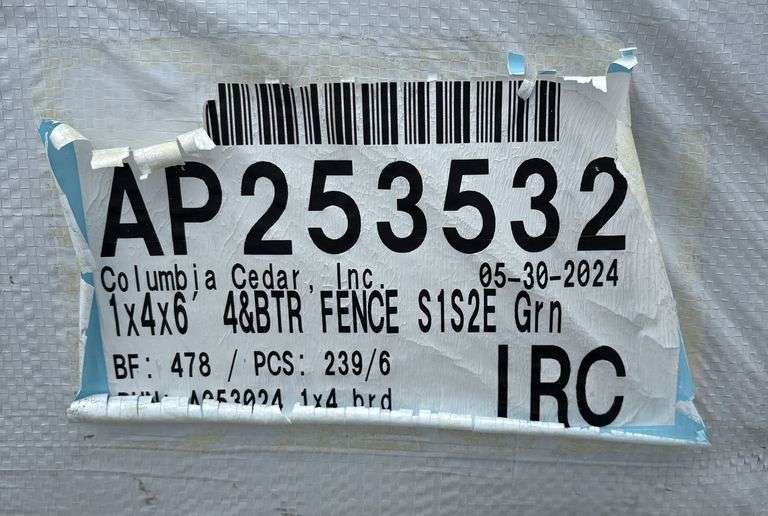 AP253532
Columbia Cedar, Inc. 05-30-2024
1x4x6' 4&BTR FENCE S1S2E Grn
BF: 478 / PCS: 239/6
IRC
1x4 brd